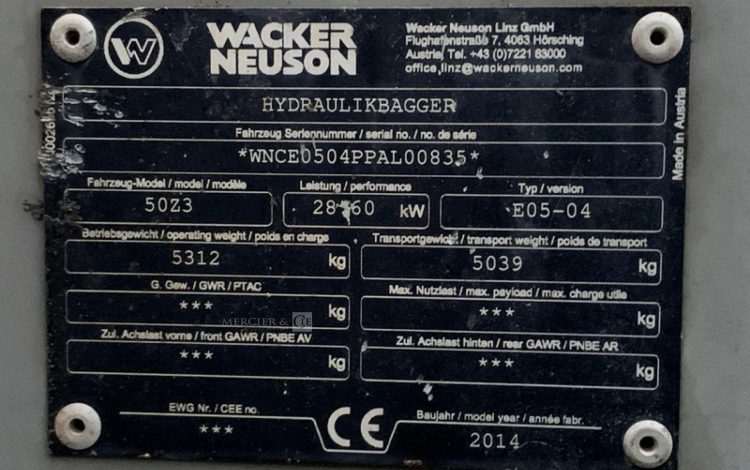 WACKER
NEUSON
Wacker Neuson Linz GmbH
Flughafenstraße 7, 4063 Hörsching
Austria, Tel. +43 (0)7221 63000
office.linz@wackerneuson.com
HYDRAULIKBAGGER
Fahrzeug Seriennummer / serial no. / no. de série
*WNCE0504PPAL00835*
Made in Austria
Fahrzeug-Model / model / modèle
50Z3
Leistung / performance
kW
Typ / version
E05-04
Betriebsgewicht / operating weight / poids en charge
5312 kg
Transportgewicht / transport weight / poids de transport
5039 kg
G. Gew. / GWR / PTAC
*** kg
Max. Nutzlast / max. payload / max. charge utile
*** kg
MERCIER & CIE
Zul. Achslast vorne / front GAWR / PNBE AV
*** kg
Zul. Achslast hinten / rear GAWR / PNBE AR
*** kg
EWG Nr. / CEE no.
***
CE
Baujahr / model year / année fabr.
2014